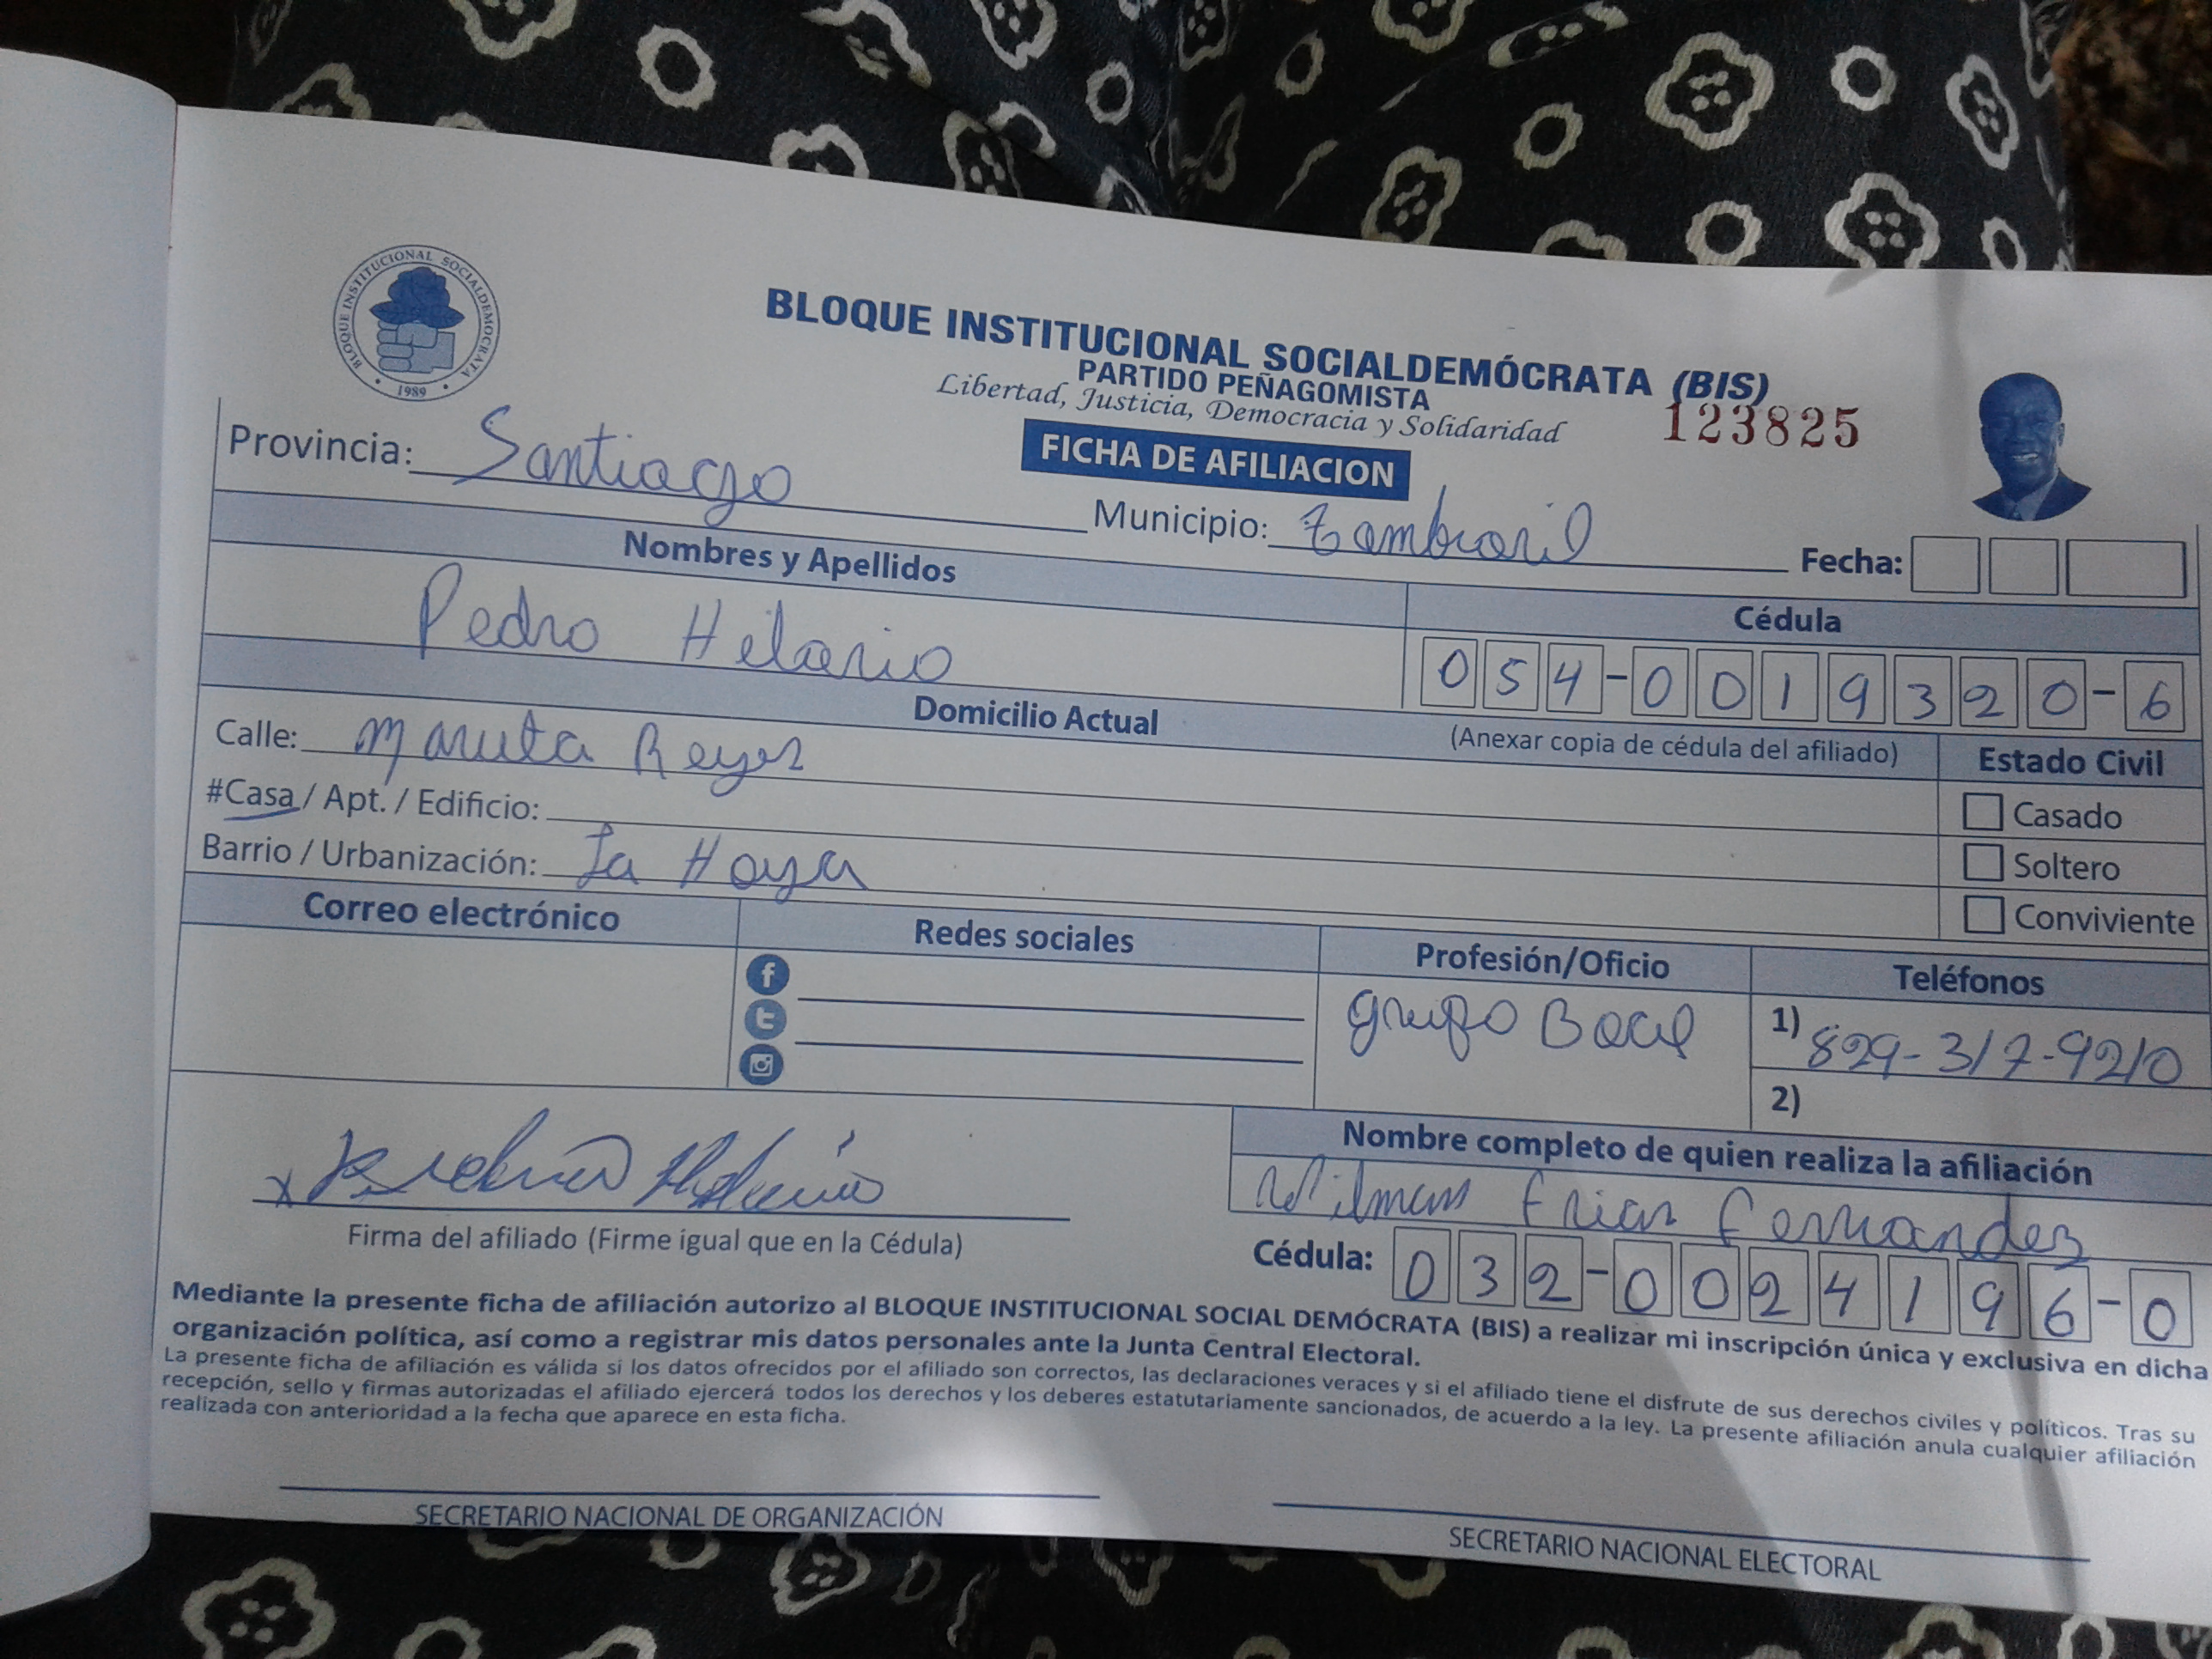 BLOQUE INSTITUCIONAL SOCIALDEMOCRATA
1989
BLOQUE INSTITUCIONAL SOCIALDEMÓCRATA (BIS)
PARTIDO PEÑAGOMISTA
Libertad, Justicia, Democracia y Solidaridad
123825
FICHA DE AFILIACION
Provincia: Santiago
Municipio: Tamboril
Fecha:
Nombres y Apellidos
Pedro Hilario
Cédula
054-0019320-6
Domicilio Actual
(Anexar copia de cédula del afiliado)
Estado Civil
Calle: Reyes
#Casa / Apt. / Edificio:
Barrio / Urbanización: La Hoya
Casado
Soltero
Conviviente
Correo electrónico
Redes sociales
Profesión/Oficio
grupo
Teléfonos
1) 829-317-9210
2)
Pedro Hilario
Firma del afiliado (Firme igual que en la Cédula)
Nombre completo de quien realiza la afiliación
Frias Fernandez
Cédula: 032-0024196-0
Mediante la presente ficha de afiliación autorizo al BLOQUE INSTITUCIONAL SOCIAL DEMÓCRATA (BIS) a realizar mi inscripción única y exclusiva en dicha
organización política, así como a registrar mis datos personales ante la Junta Central Electoral.
La presente ficha de afiliación es válida si los datos ofrecidos por el afiliado son correctos, las declaraciones veraces y si el afiliado tiene el disfrute de sus derechos civiles y políticos. Tras su
recepción, sello y firmas autorizadas el afiliado ejercerá todos los derechos y los deberes estatutariamente sancionados, de acuerdo a la ley. La presente afiliación anula cualquier afiliación
realizada con anterioridad a la fecha que aparece en esta ficha.
SECRETARIO NACIONAL DE ORGANIZACIÓN
SECRETARIO NACIONAL ELECTORAL